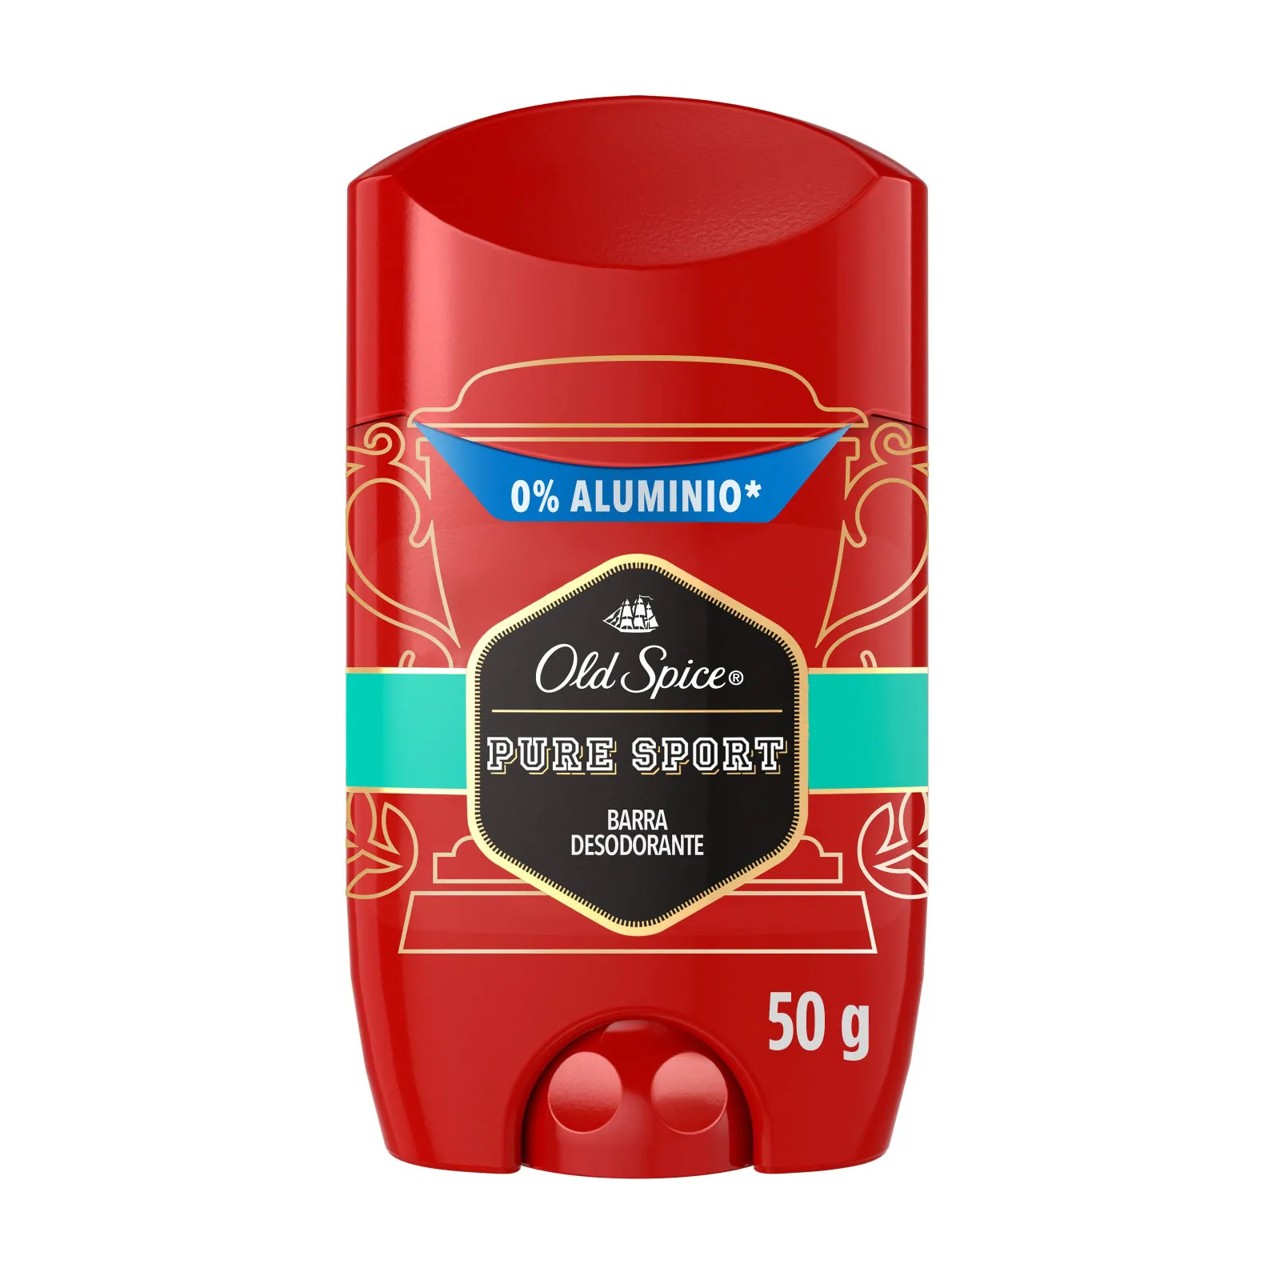 0% ALUMINIO*
Old Spice®
PURE SPORT
BARRA
DESODORANTE
50 g